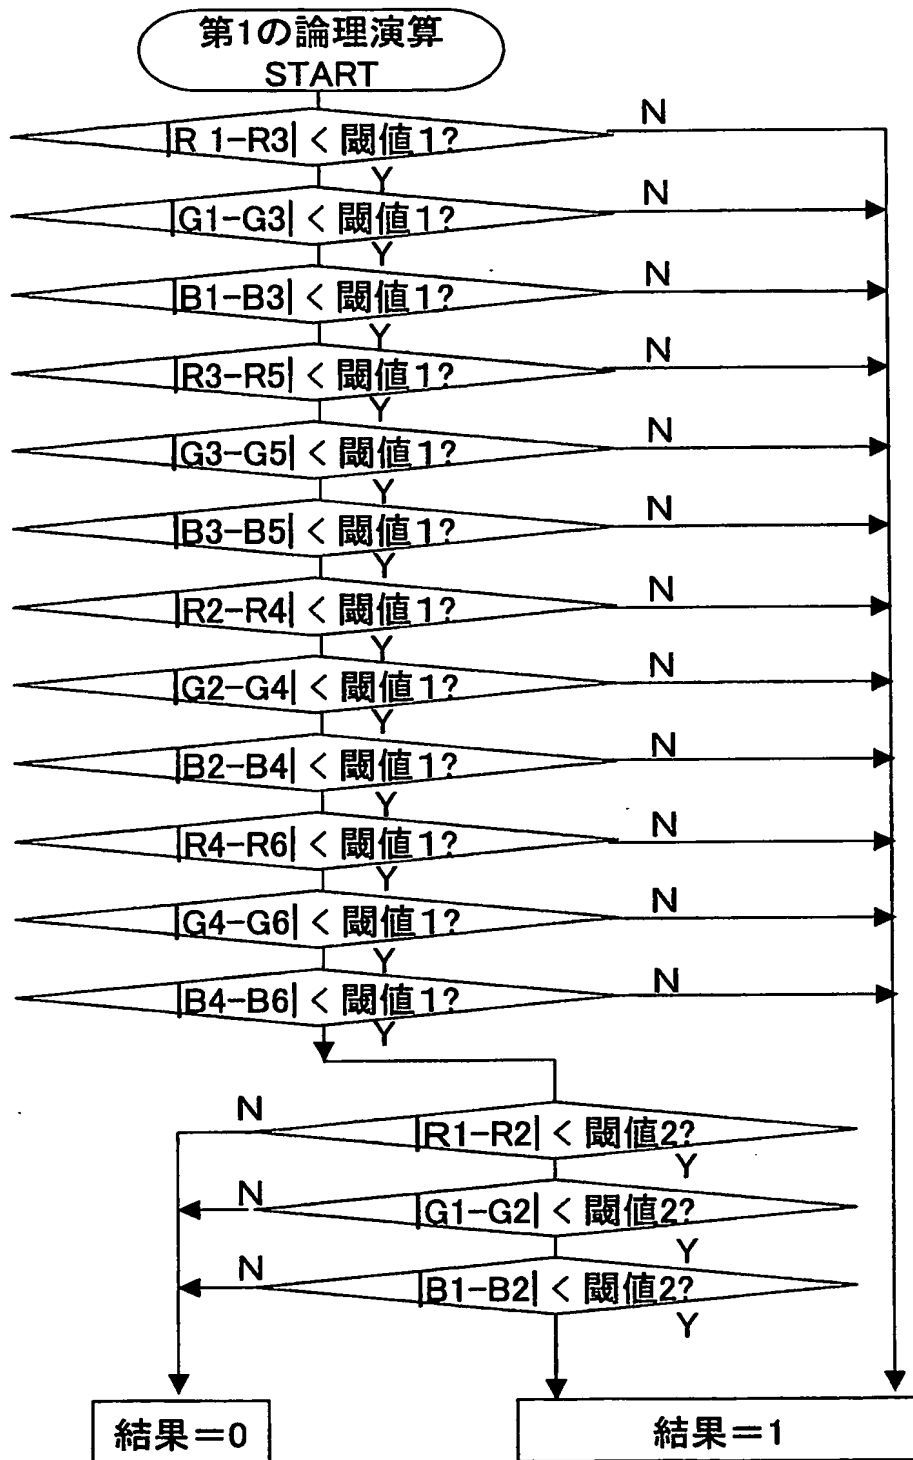 第1の論理演算
START
|R 1-R3| < 閾値1?
N
Y
|G1-G3| < 閾値1?
N
Y
|B1-B3| < 閾値1?
N
Y
|R3-R5| < 閾値1?
N
Y
|G3-G5| < 閾値1?
N
Y
|B3-B5| < 閾値1?
N
Y
|R2-R4| < 閾値1?
N
Y
|G2-G4| < 閾値1?
N
Y
|B2-B4| < 閾値1?
N
Y
|R4-R6| < 閾値1?
N
Y
|G4-G6| < 閾値1?
N
Y
|B4-B6| < 閾値1?
N
Y
N
|R1-R2| < 閾値2?
Y
N
|G1-G2| < 閾値2?
Y
N
|B1-B2| < 閾値2?
Y
結果=0
結果=1